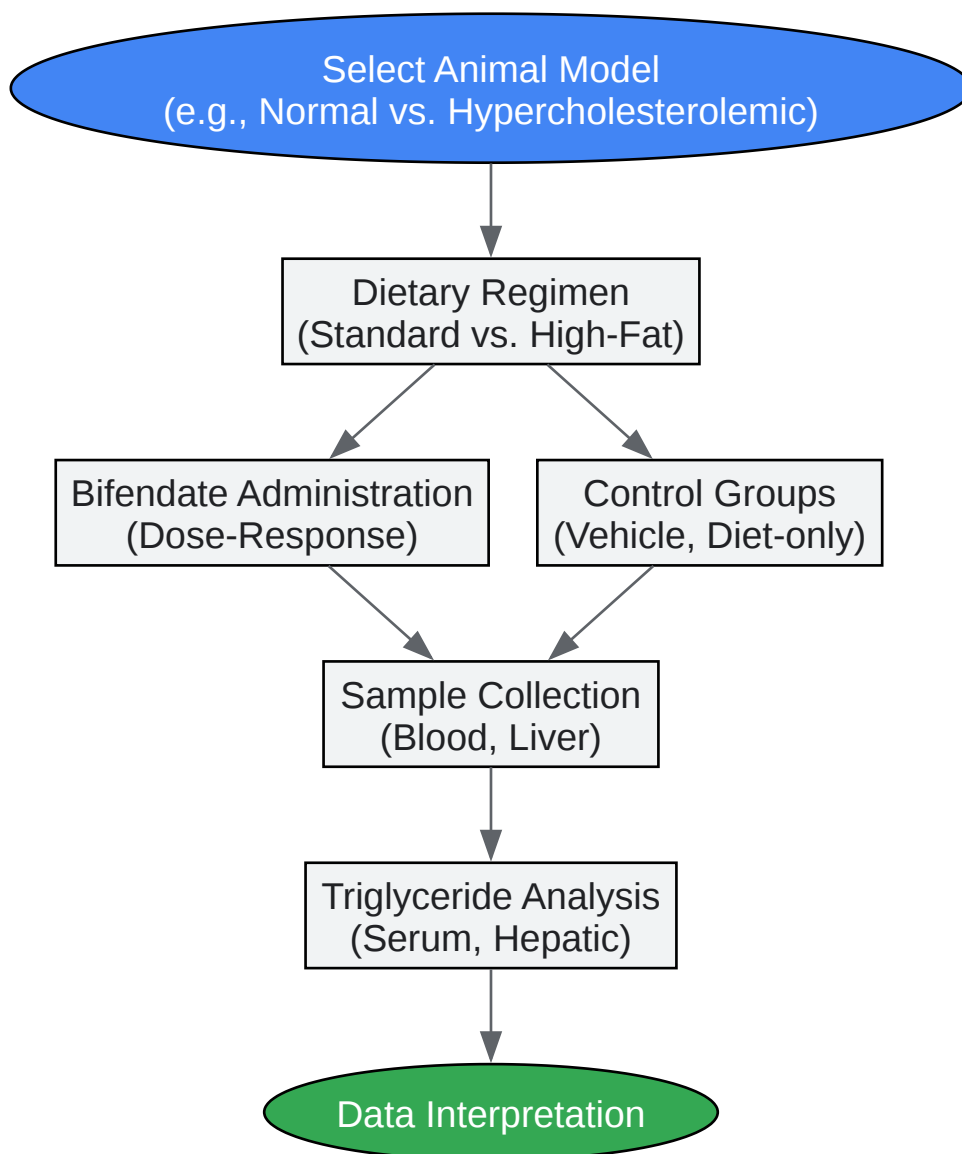 Select Animal Model
(e.g., Normal vs. Hypercholesterolemic)
Dietary Regimen
(Standard vs. High-Fat)
Bifendate Administration
(Dose-Response)
Control Groups
(Vehicle, Diet-only)
Sample Collection
(Blood, Liver)
Triglyceride Analysis
(Serum, Hepatic)
Data Interpretation